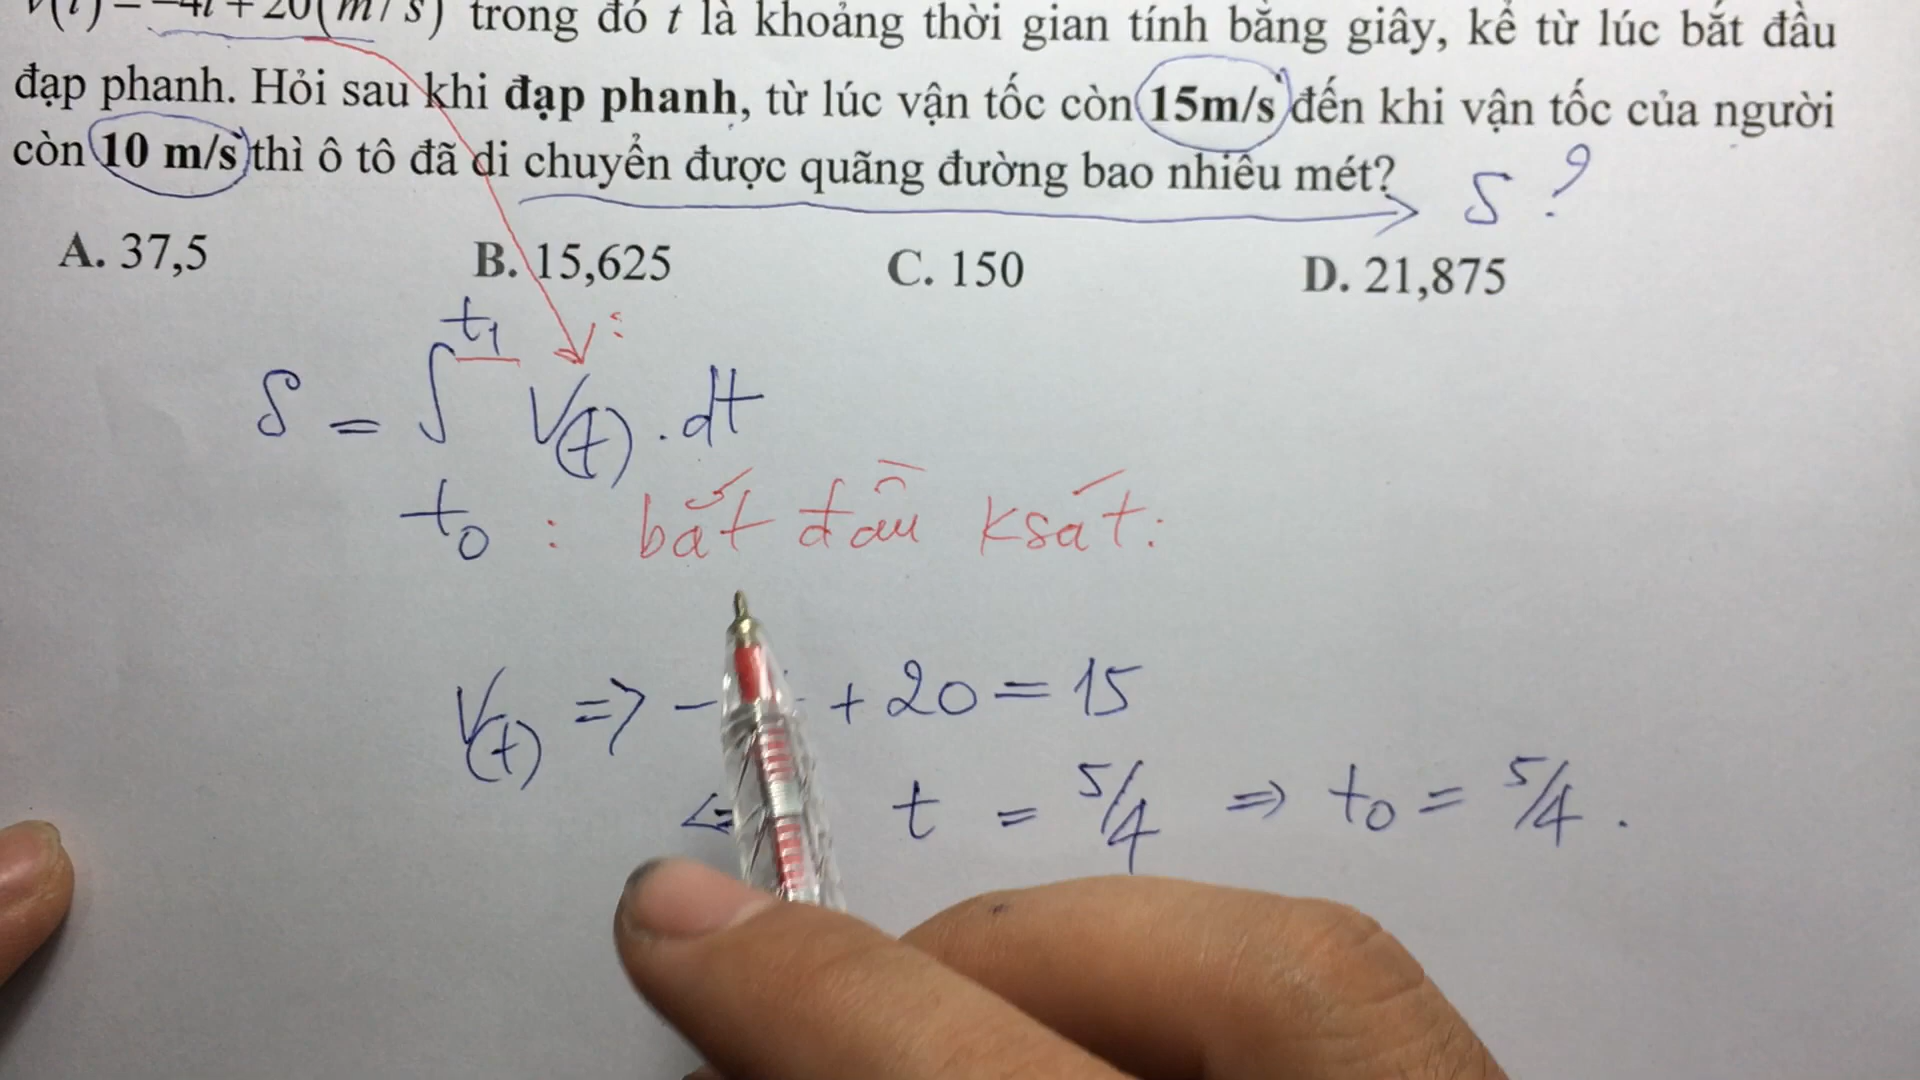 v(t) = −4t + 20(m/s) trong đó t là khoảng thời gian tính bằng giây, kể từ lúc bắt đầu
đạp phanh. Hỏi sau khi đạp phanh, từ lúc vận tốc còn 15m/s đến khi vận tốc của người
còn 10 m/s thì ô tô đã di chuyển được quãng đường bao nhiêu mét? S ?
A. 37,5 B. 15,625 C. 150 D. 21,875
t₁ :
S = ∫ V(t) . dt
t₀ : bắt đầu ksát :
V(t) => − + 20 = 15
t = 5/4 => t₀ = 5/4 .